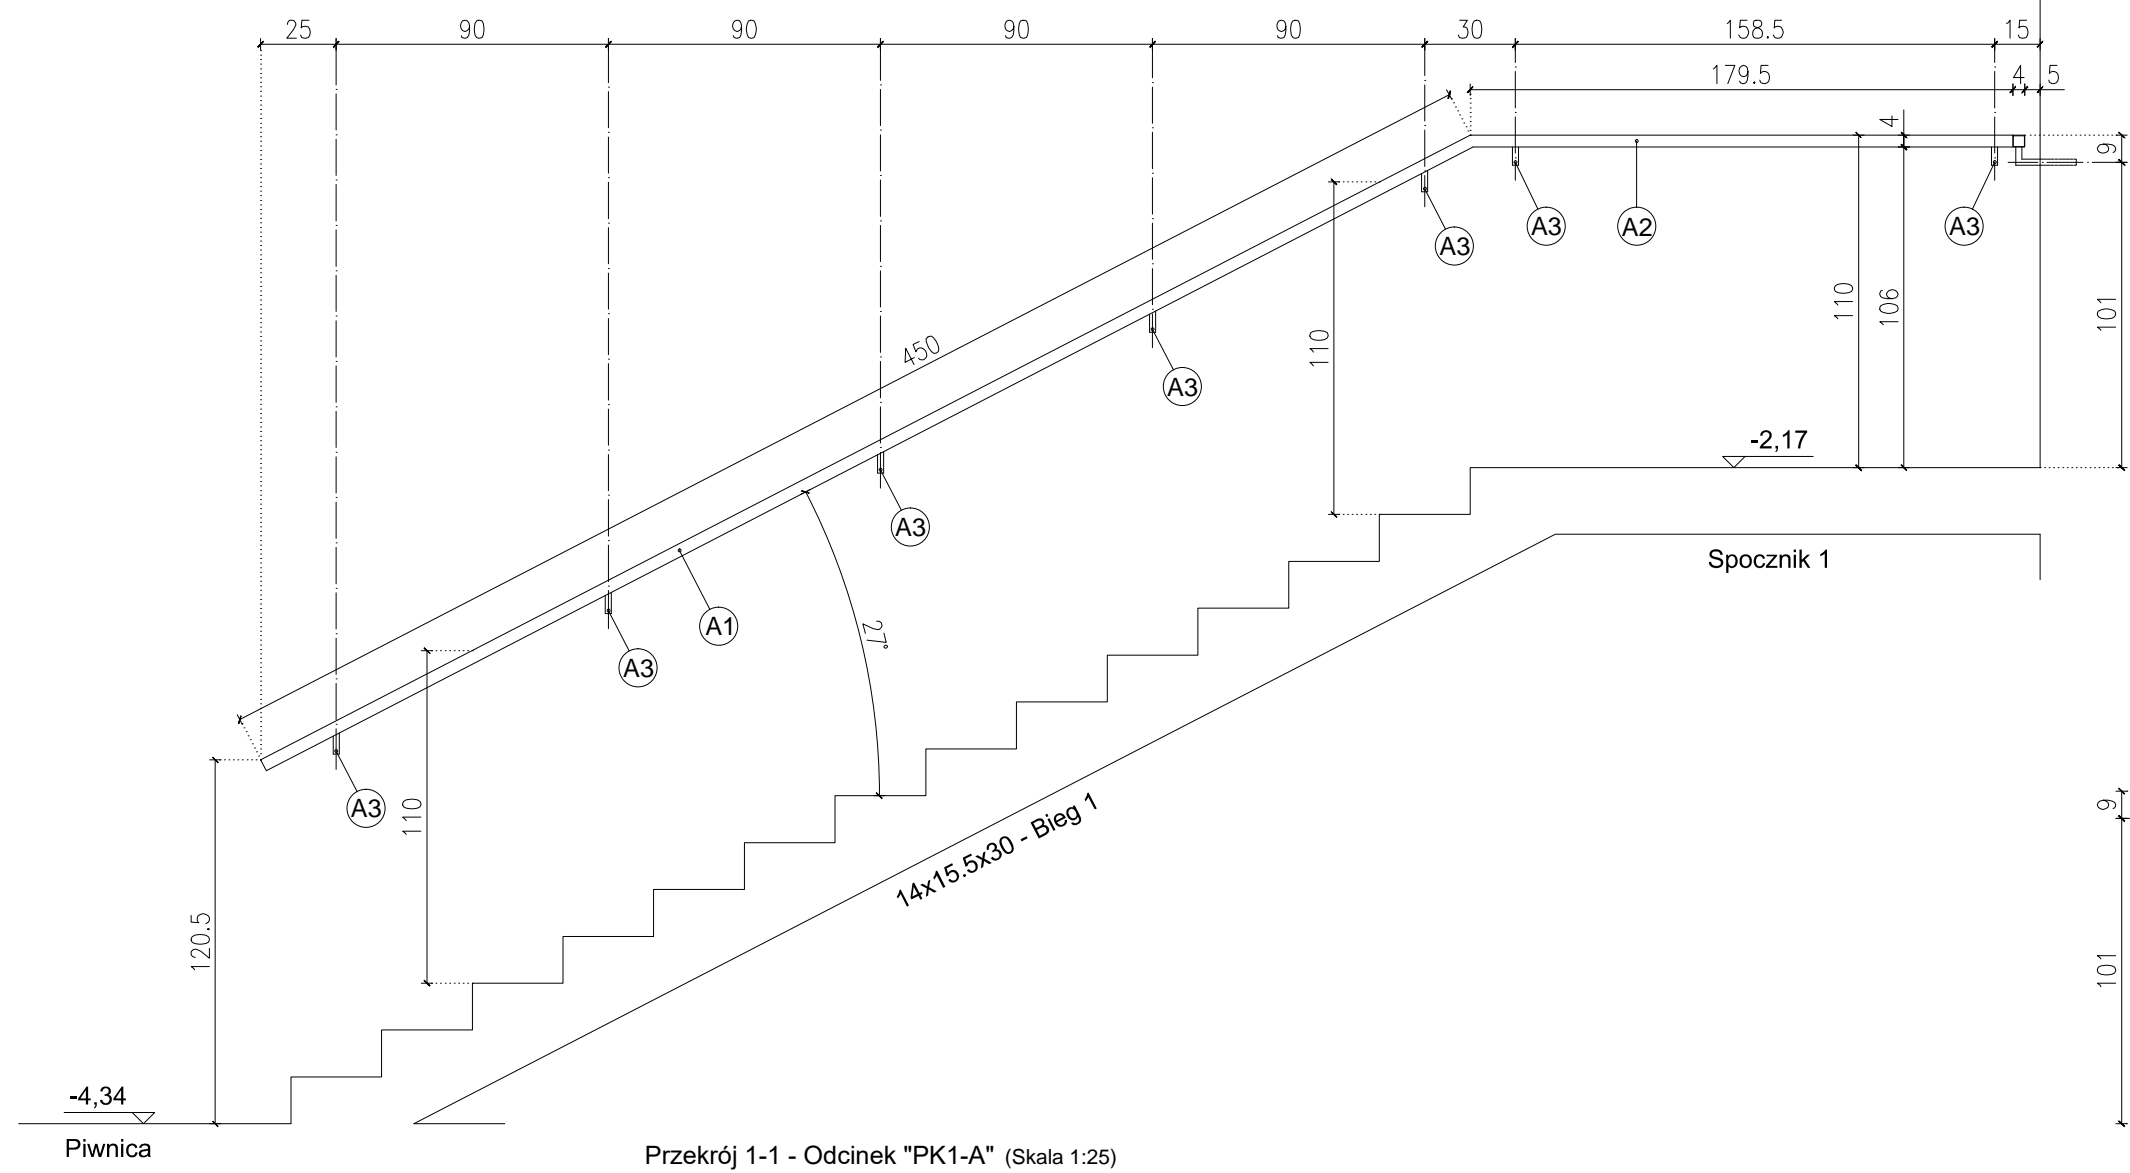 25 90 90 90 90 30 158.5 15
179.5 4 5
4
9
A3 A2 A3
A3
110 106 101
110
450
A3
-2,17
A3
Spocznik 1
A1
27°
A3
9
A3
110
14x15.5x30 - Bieg 1
120.5
101
-4,34
Piwnica
Przekrój 1-1 - Odcinek "PK1-A" (Skala 1:25)